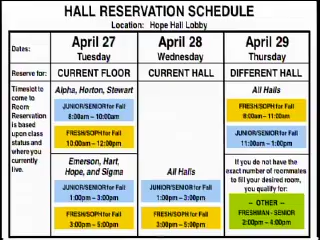 HALL RESERVATION SCHEDULE
Location: Hope Hall Lobby
Dates:
April 27
Tuesday
April 28
Wednesday
April 29
Thursday
Reserve for:
CURRENT FLOOR
CURRENT HALL
DIFFERENT HALL
Timeslot to
come to
Room
Reservation
is based
upon class
status and
where you
currently
live.
Alpha, Horton, Stewart
JUNIOR/SENIOR for Fall
8:00am – 10:00am
FRESH/SOPH for Fall
10:00am – 12:00pm
Emerson, Hart,
Hope, and Sigma
JUNIOR/SENIOR for Fall
1:00pm – 3:00pm
FRESH/SOPH for Fall
3:00pm – 5:00pm
All Halls
JUNIOR/SENIOR for Fall
1:00pm – 3:00pm
FRESH/SOPH for Fall
3:00pm – 5:00pm
All Halls
FRESH/SOPH for Fall
9:00am – 11:00am
JUNIOR/SENIOR for Fall
11:00am – 1:00pm
If you do not have the
exact number of roommates
to fill your desired room,
you qualify for:
~ OTHER ~
FRESHMAN - SENIOR
2:00pm – 4:00pm